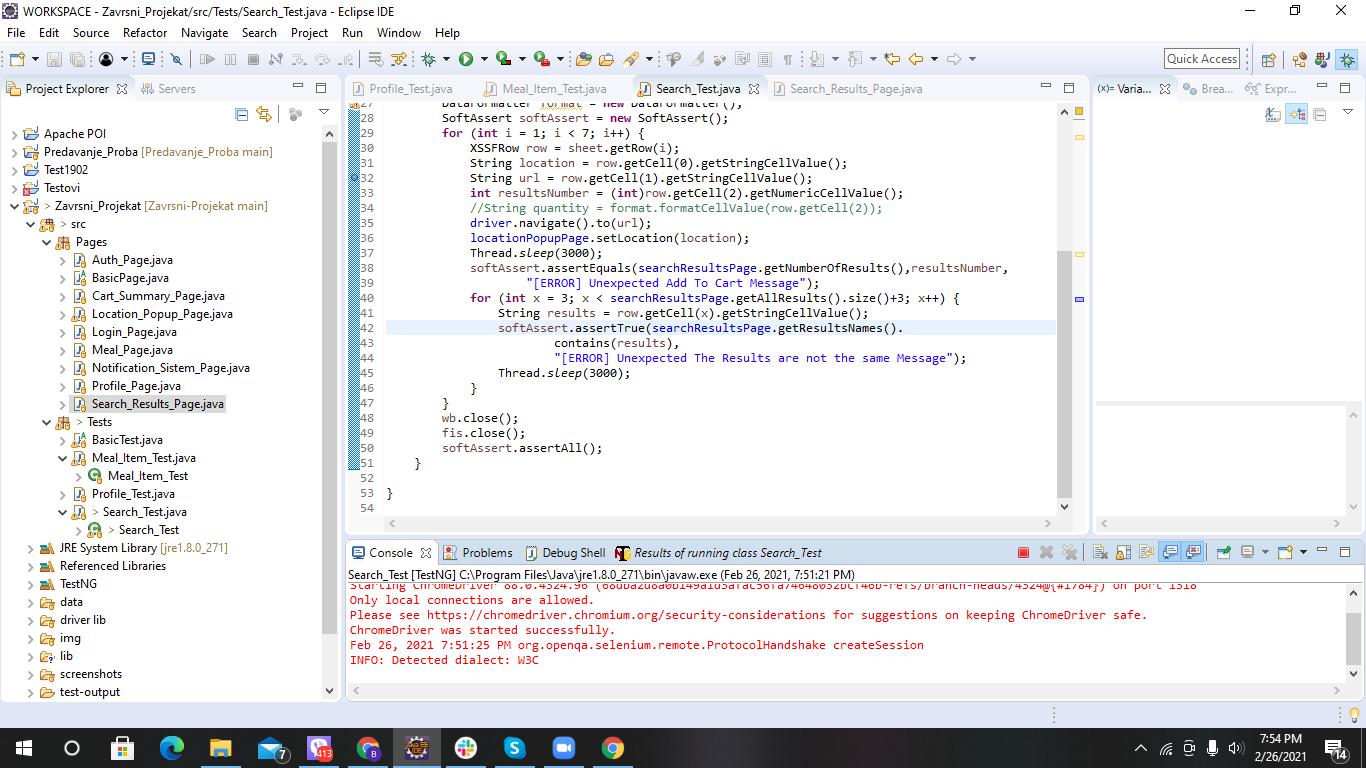 WORKSPACE - Zavrsni_Projekat/src/Tests/Search_Test.java - Eclipse IDE
File Edit Source Refactor Navigate Search Project Run Window Help
Quick Access
Project Explorer Servers
Profile_Test.java Meal_Item_Test.java Search_Test.java Search_Results_Page.java
(x)= Varia... Brea... Expr...
Apache POI
Predavanje_Proba [Predavanje_Proba main]
Test1902
Testovi
> Zavrsni_Projekat [Zavrsni-Projekat main]
> src
Pages
Auth_Page.java
BasicPage.java
Cart_Summary_Page.java
Location_Popup_Page.java
Login_Page.java
Meal_Page.java
Notification_Sistem_Page.java
Profile_Page.java
Search_Results_Page.java
> Tests
BasicTest.java
Meal_Item_Test.java
Meal_Item_Test
Profile_Test.java
> Search_Test.java
> Search_Test
JRE System Library [jre1.8.0_271]
Referenced Libraries
TestNG
data
driver lib
img
lib
screenshots
test-output
27 DataFormatter format = new DataFormatter();
28 SoftAssert softAssert = new SoftAssert();
29 for (int i = 1; i < 7; i++) {
30 XSSFRow row = sheet.getRow(i);
31 String location = row.getCell(0).getStringCellValue();
32 String url = row.getCell(1).getStringCellValue();
33 int resultsNumber = (int)row.getCell(2).getNumericCellValue();
34 //String quantity = format.formatCellValue(row.getCell(2));
35 driver.navigate().to(url);
36 locationPopupPage.setLocation(location);
37 Thread.sleep(3000);
38 softAssert.assertEquals(searchResultsPage.getNumberOfResults(),resultsNumber,
39 "[ERROR] Unexpected Add To Cart Message");
40 for (int x = 3; x < searchResultsPage.getAllResults().size()+3; x++) {
41 String results = row.getCell(x).getStringCellValue();
42 softAssert.assertTrue(searchResultsPage.getResultsNames().
43 contains(results),
44 "[ERROR] Unexpected The Results are not the same Message");
45 Thread.sleep(3000);
46 }
47 }
48 wb.close();
49 fis.close();
50 softAssert.assertAll();
51 }
52
53 }
54
Console Problems Debug Shell Results of running class Search_Test
Search_Test [TestNG] C:\Program Files\Java\jre1.8.0_271\bin\javaw.exe (Feb 26, 2021, 7:51:21 PM)
Starting ChromeDriver 88.0.4324.96 on port 1318
Only local connections are allowed.
Please see https://chromedriver.chromium.org/security-considerations for suggestions on keeping ChromeDriver safe.
ChromeDriver was started successfully.
Feb 26, 2021 7:51:25 PM org.openqa.selenium.remote.ProtocolHandshake createSession
INFO: Detected dialect: W3C
7 413 B
7:54 PM
2/26/2021
14